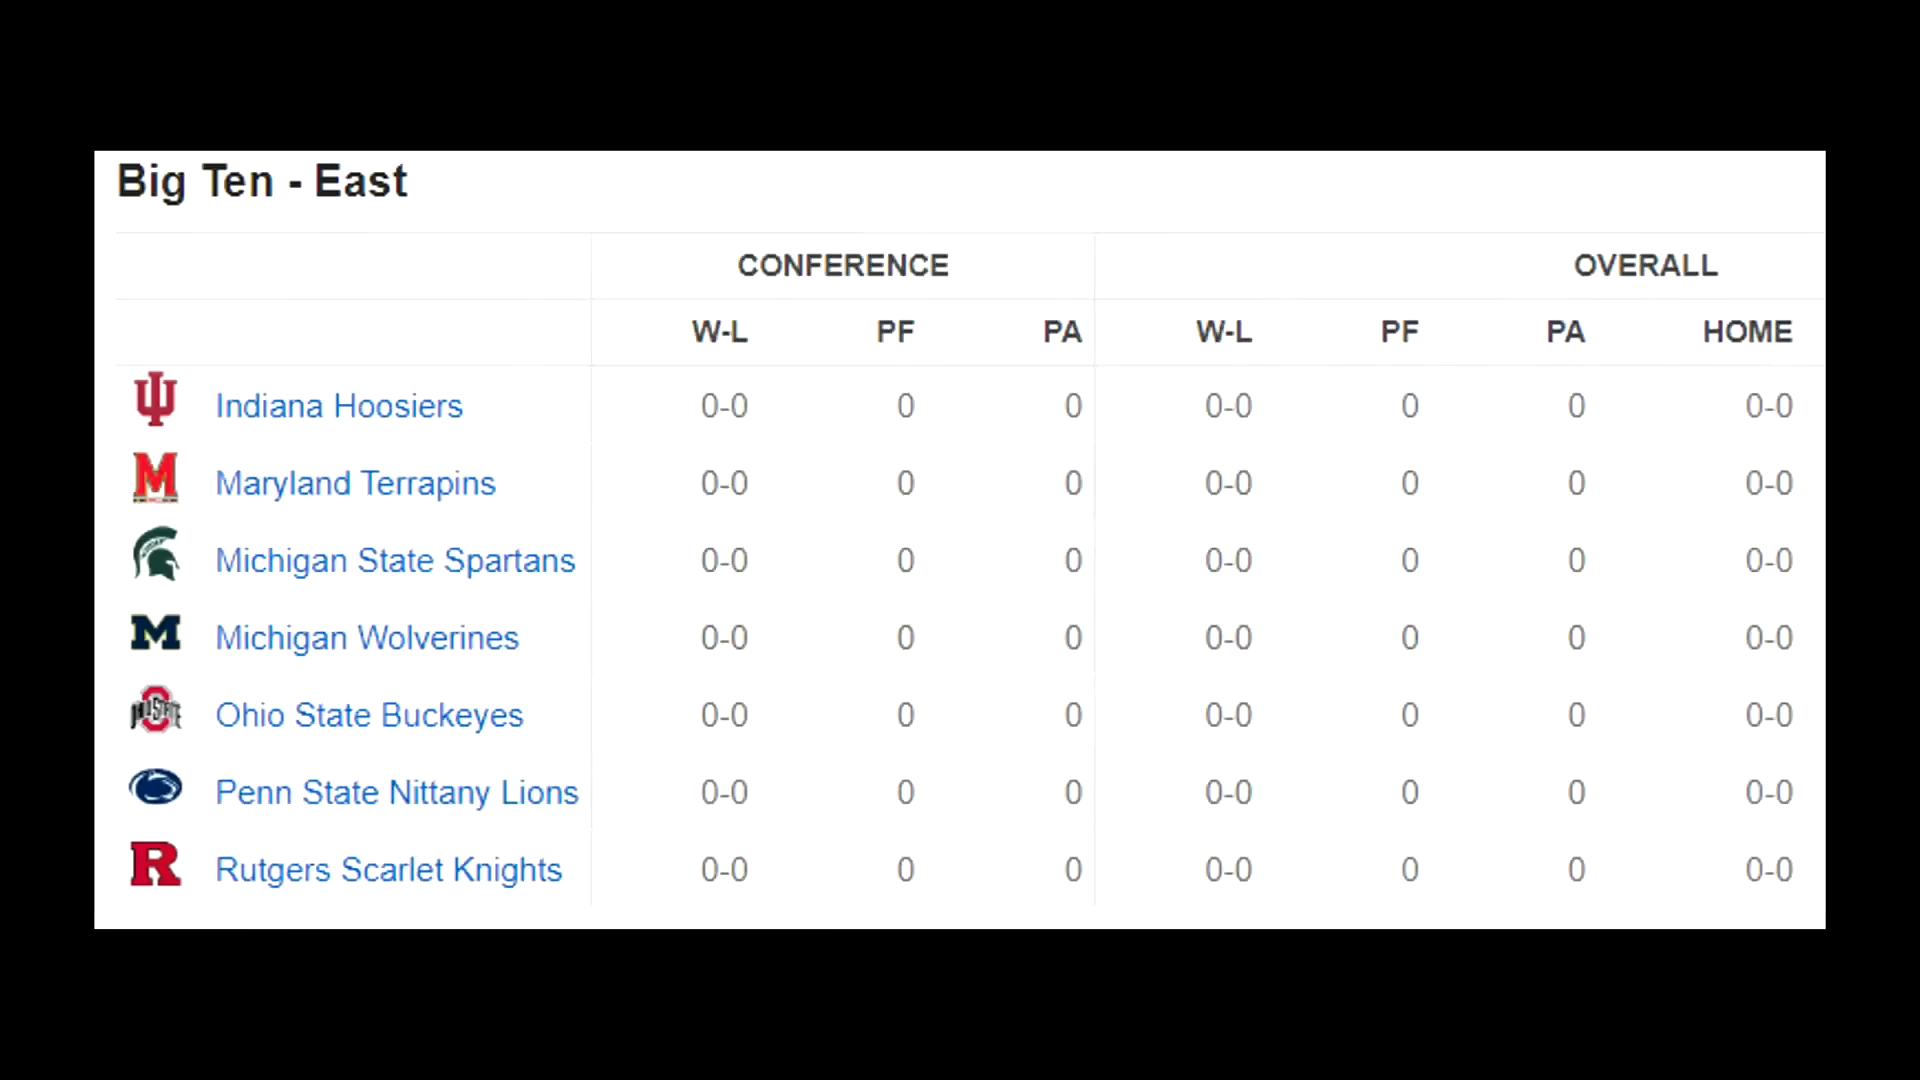 Big Ten - East
CONFERENCE OVERALL
W-L PF PA W-L PF PA HOME
Indiana Hoosiers 0-0 0 0 0-0 0 0 0-0
Maryland Terrapins 0-0 0 0 0-0 0 0 0-0
Michigan State Spartans 0-0 0 0 0-0 0 0 0-0
Michigan Wolverines 0-0 0 0 0-0 0 0 0-0
Ohio State Buckeyes 0-0 0 0 0-0 0 0 0-0
Penn State Nittany Lions 0-0 0 0 0-0 0 0 0-0
Rutgers Scarlet Knights 0-0 0 0 0-0 0 0 0-0